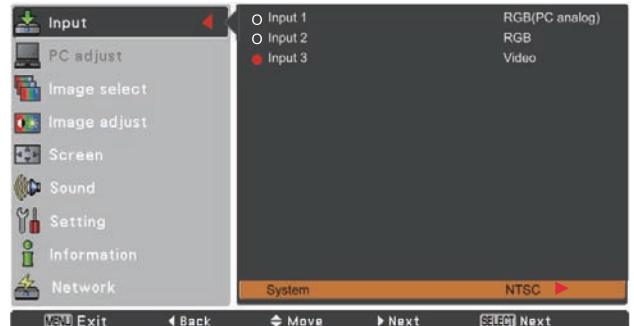 Input
PC adjust
Image select
Image adjust
Screen
Sound
Setting
Information
Network
Input 1 RGB(PC analog)
Input 2 RGB
Input 3 Video
System NTSC
MENU Exit Back Move Next SELECT Next